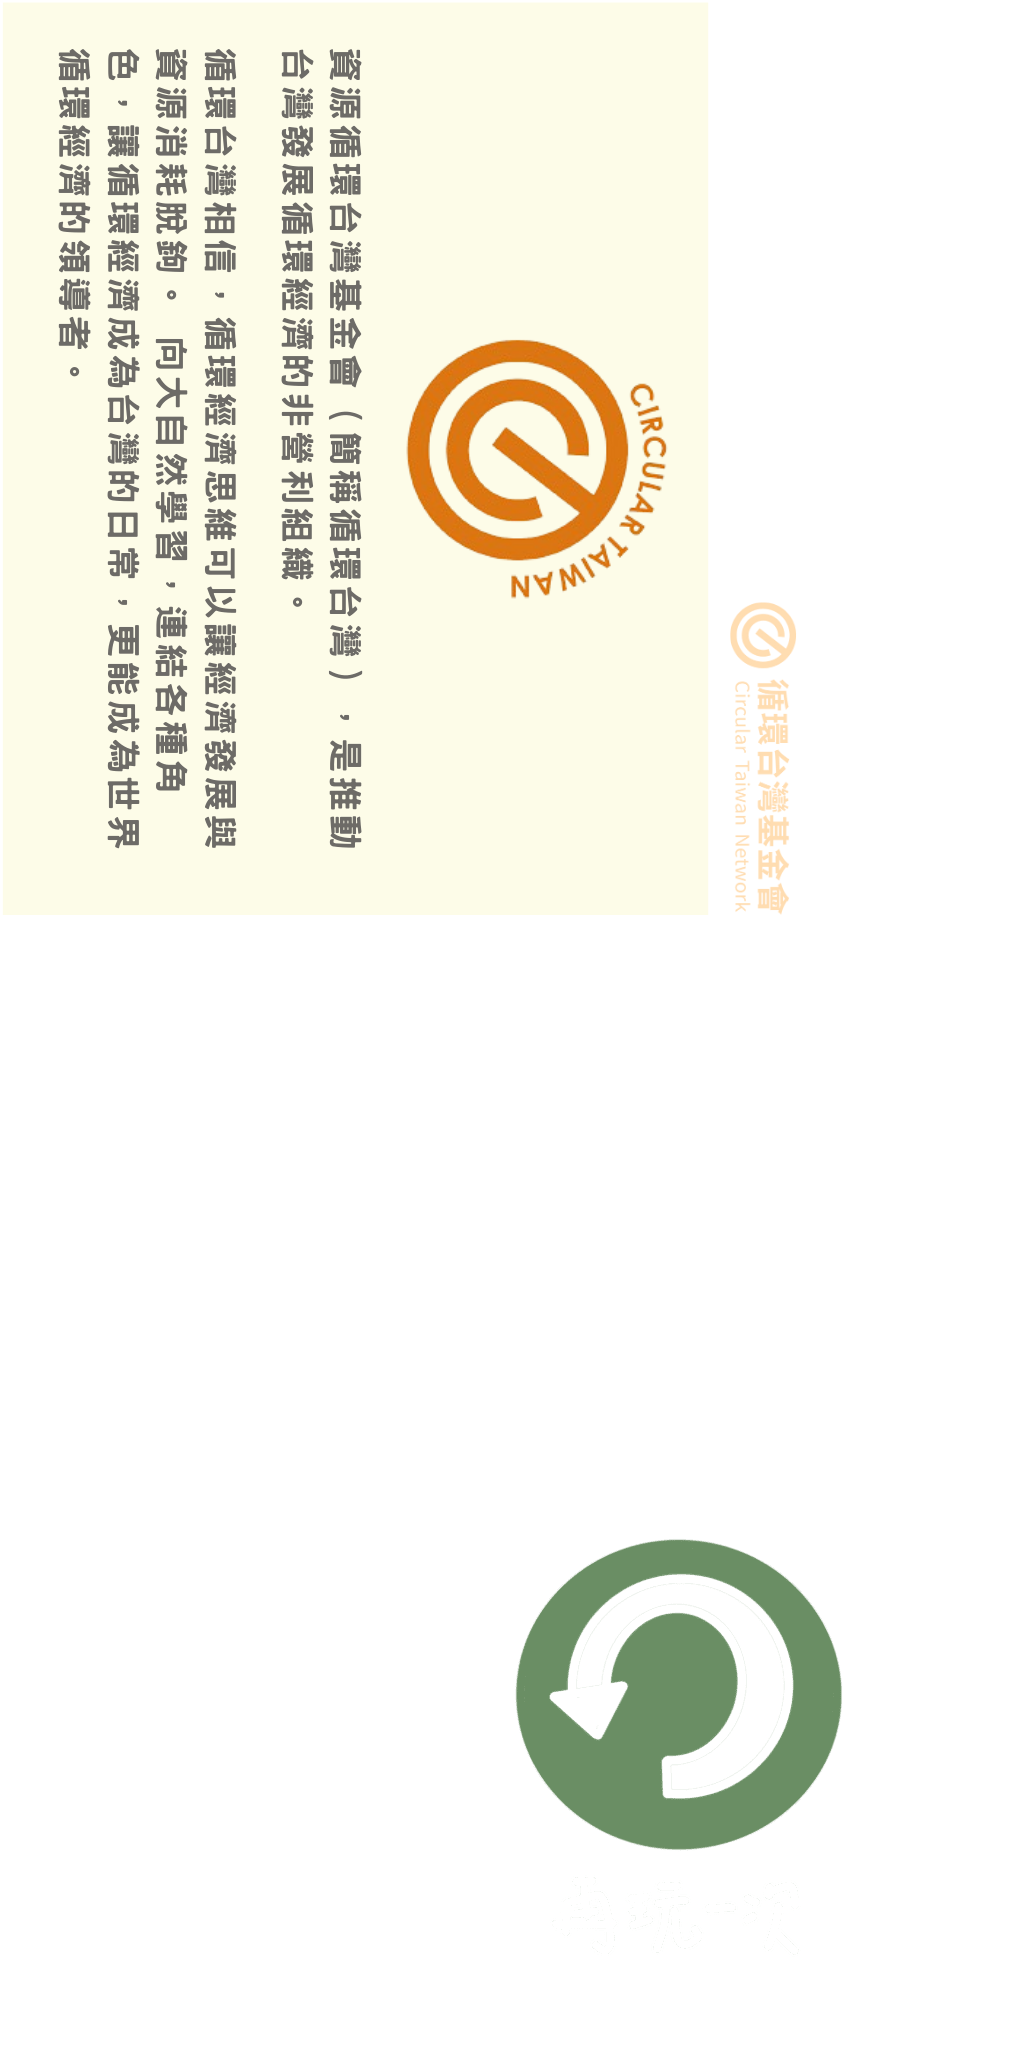 CIRCULAR TAIWAN
資源循環台灣基金會（簡稱循環台灣），是推動
台灣發展循環經濟的非營利組織。
循環台灣相信，循環經濟思維可以讓經濟發展與
資源消耗脫鉤。 向大自然學習，連結各種角
色，讓循環經濟成為台灣的日常，更能成為世界
循環經濟的領導者。
循環台灣基金會
Circular Taiwan Network